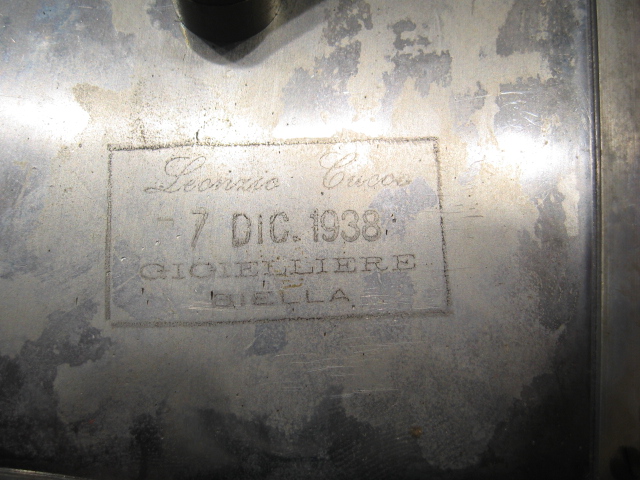 Leonzio Cucco
- 7 DIC. 1938
GIOIELLIERE
BIELLA